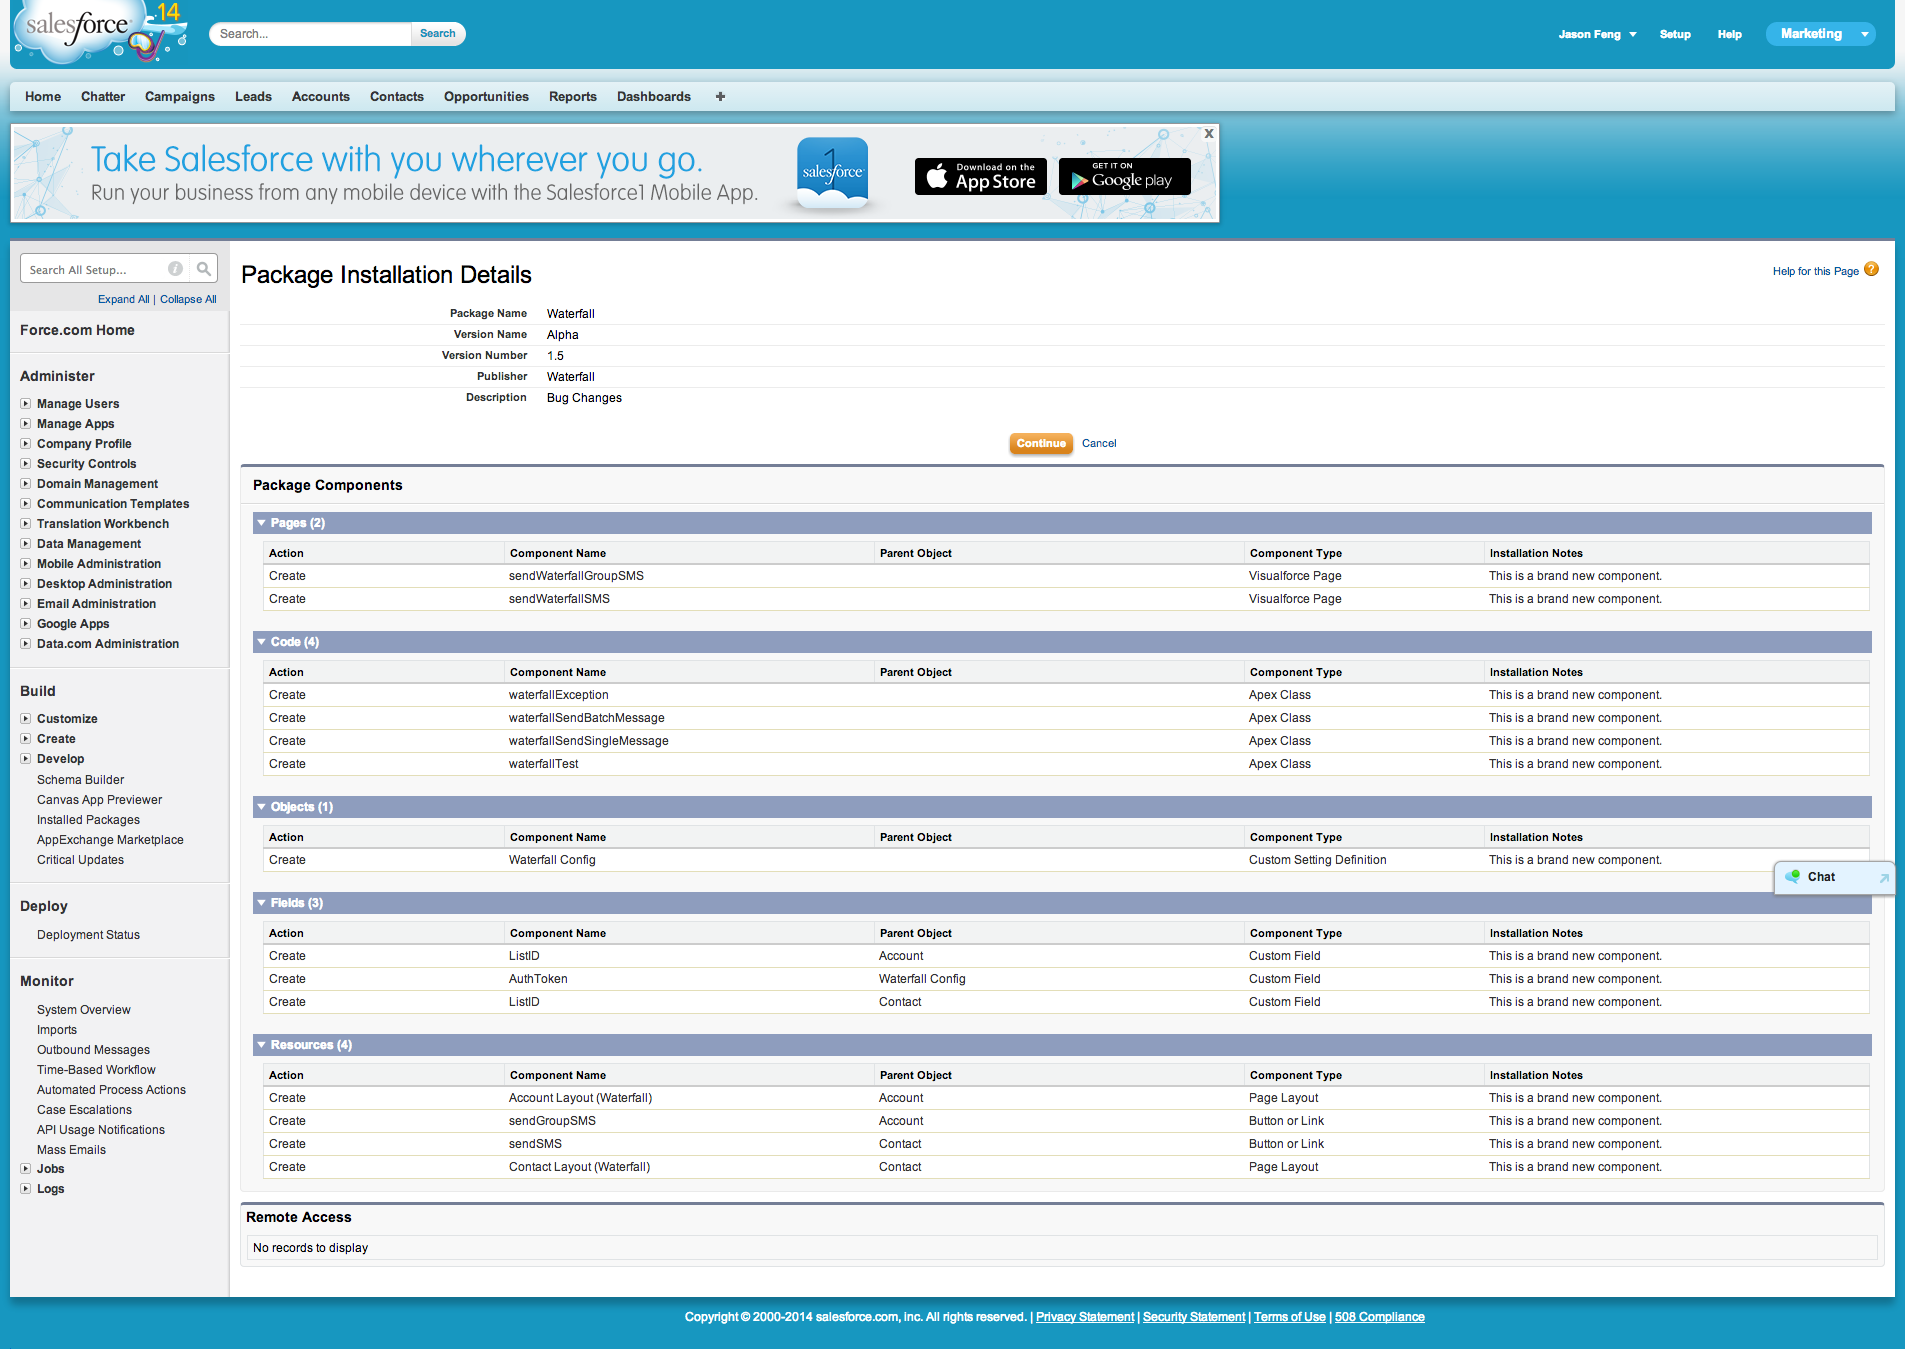 salesforce
14
Search...
Search
Jason Feng
Setup
Help
Marketing
Home
Chatter
Campaigns
Leads
Accounts
Contacts
Opportunities
Reports
Dashboards
+
Take Salesforce with you wherever you go.
Run your business from any mobile device with the Salesforce1 Mobile App.
1
salesforce
Download on the
App Store
GET IT ON
Google play
X
Search All Setup...
Expand All | Collapse All
Force.com Home
Administer
Manage Users
Manage Apps
Company Profile
Security Controls
Domain Management
Communication Templates
Translation Workbench
Data Management
Mobile Administration
Desktop Administration
Email Administration
Google Apps
Data.com Administration
Build
Customize
Create
Develop
Schema Builder
Canvas App Previewer
Installed Packages
AppExchange Marketplace
Critical Updates
Deploy
Deployment Status
Monitor
System Overview
Imports
Outbound Messages
Time-Based Workflow
Automated Process Actions
Case Escalations
API Usage Notifications
Mass Emails
Jobs
Logs
Package Installation Details
Help for this Page ?
Package Name Waterfall
Version Name Alpha
Version Number 1.5
Publisher Waterfall
Description Bug Changes
Continue Cancel
Package Components
Pages (2)
Action Component Name Parent Object Component Type Installation Notes
Create sendWaterfallGroupSMS Visualforce Page This is a brand new component.
Create sendWaterfallSMS Visualforce Page This is a brand new component.
Code (4)
Action Component Name Parent Object Component Type Installation Notes
Create waterfallException Apex Class This is a brand new component.
Create waterfallSendBatchMessage Apex Class This is a brand new component.
Create waterfallSendSingleMessage Apex Class This is a brand new component.
Create waterfallTest Apex Class This is a brand new component.
Objects (1)
Action Component Name Parent Object Component Type Installation Notes
Create Waterfall Config Custom Setting Definition This is a brand new component.
Chat
Fields (3)
Action Component Name Parent Object Component Type Installation Notes
Create ListID Account Custom Field This is a brand new component.
Create AuthToken Waterfall Config Custom Field This is a brand new component.
Create ListID Contact Custom Field This is a brand new component.
Resources (4)
Action Component Name Parent Object Component Type Installation Notes
Create Account Layout (Waterfall) Account Page Layout This is a brand new component.
Create sendGroupSMS Account Button or Link This is a brand new component.
Create sendSMS Contact Button or Link This is a brand new component.
Create Contact Layout (Waterfall) Contact Page Layout This is a brand new component.
Remote Access
No records to display
Copyright © 2000-2014 salesforce.com, inc. All rights reserved. | Privacy Statement | Security Statement | Terms of Use | 508 Compliance